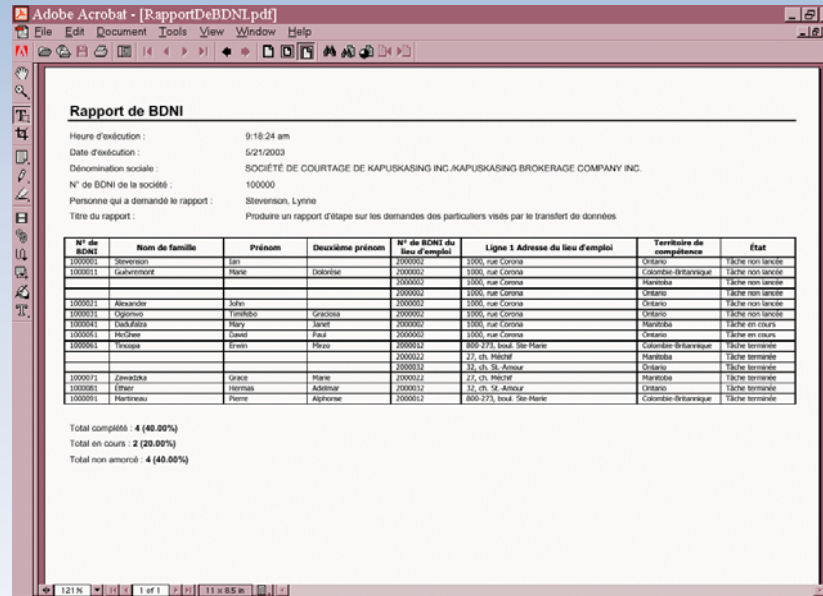 Adobe Acrobat - [RapportDeBDNI.pdf]
File Edit Document Tools View Window Help
Rapport de BDNI
Heure d'exécution : 9:18:24 am
Date d'exécution : 5/21/2003
Dénomination sociale : SOCIÉTÉ DE COURTAGE DE KAPUSKASING INC./KAPUSKASING BROKERAGE COMPANY INC.
N° de BDNI de la société : 100000
Personne qui a demandé le rapport : Stevenson, Lynne
Titre du rapport : Produire un rapport d'étape sur les demandes des particuliers visés par le transfert de données
N° de BDNI Nom de famille Prénom Deuxième prénom N° de BDNI du lieu d'emploi Ligne 1 Adresse du lieu d'emploi Territoire de compétence État
1000001 Stevenson Ian 2000002 1000, rue Corona Ontario Tâche non lancée
1000011 Guèvremont Marie Dolorèse 2000002 1000, rue Corona Colombie-Britannique Tâche non lancée
2000002 1000, rue Corona Manitoba Tâche non lancée
2000002 1000, rue Corona Ontario Tâche non lancée
1000021 Alexander John 2000002 1000, rue Corona Ontario Tâche non lancée
1000031 Ogionwo Timifebo Graciosa 2000002 1000, rue Corona Ontario Tâche non lancée
1000041 Dadufalza Mary Janet 2000002 1000, rue Corona Manitoba Tâche en cours
1000051 McGhee David Paul 2000002 1000, rue Corona Ontario Tâche en cours
1000061 Tincopa Erwin Mirzo 2000012 800-273, boul. Ste-Marie Colombie-Britannique Tâche terminée
2000022 27, ch. Méchif Manitoba Tâche terminée
2000032 32, ch. St.-Amour Ontario Tâche terminée
1000071 Zawadzka Grace Marie 2000022 27, ch. Méchif Manitoba Tâche terminée
1000081 Éthier Hermas Adelmar 2000032 32, ch. St.-Amour Ontario Tâche terminée
1000091 Martineau Pierre Alphonse 2000012 800-273, boul. Ste-Marie Colombie-Britannique Tâche terminée
Total complété : 4 (40.00%)
Total en cours : 2 (20.00%)
Total non amorcé : 4 (40.00%)
121% 1 of 1 11 x 8.5 in